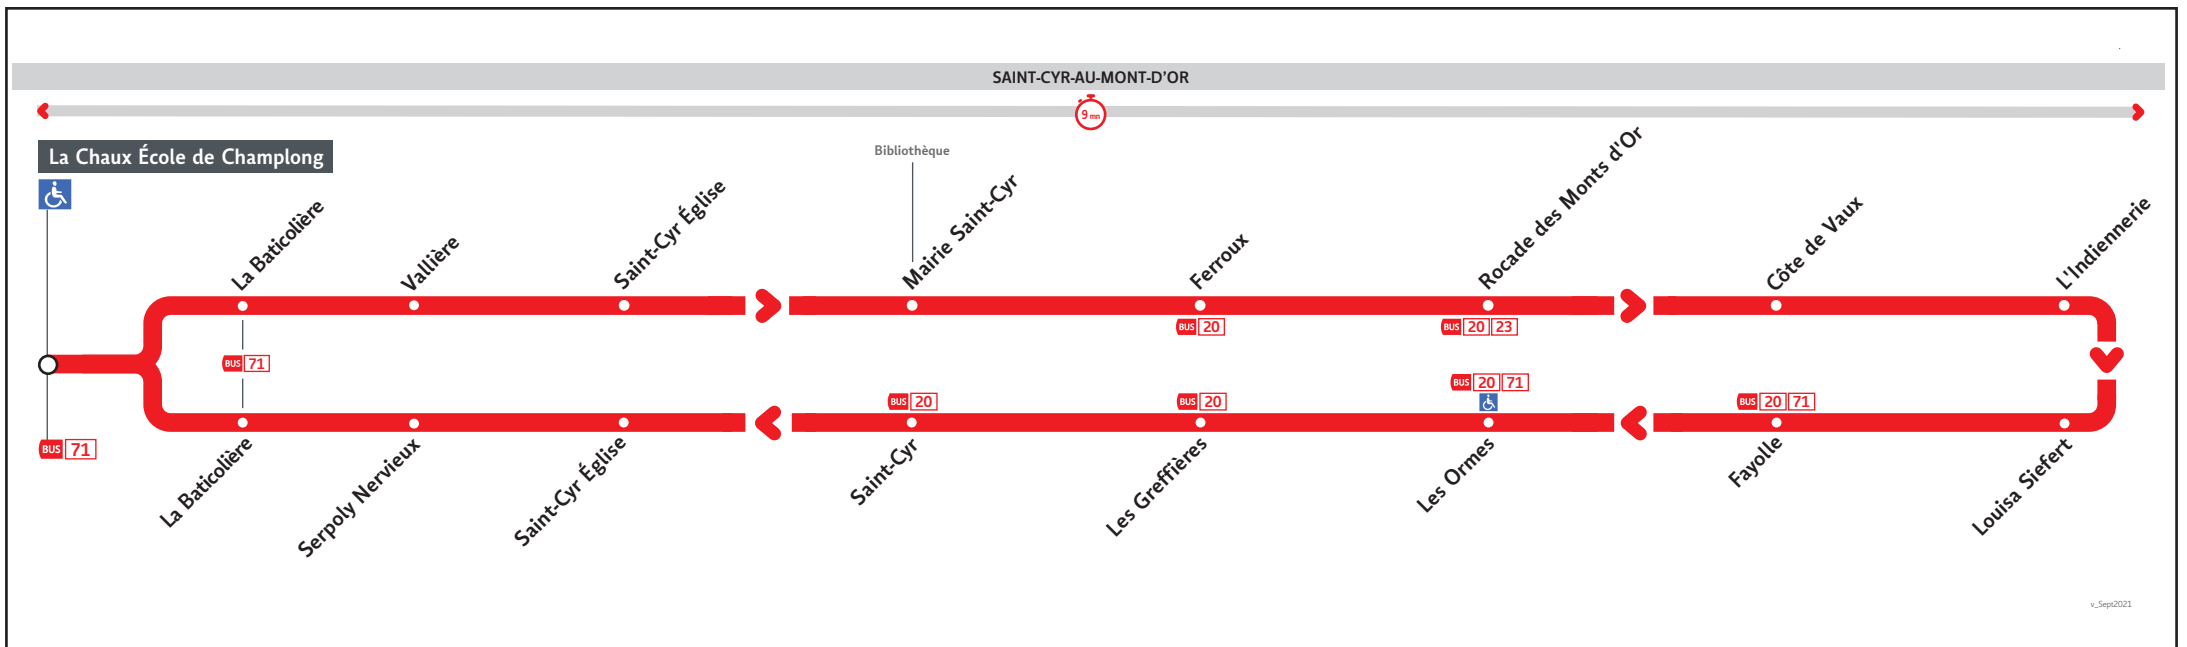 SAINT-CYR-AU-MONT-D'OR
9 mn
La Chaux École de Champlong
Bibliothèque
La Baticolière
Vallière
Saint-Cyr Église
Mairie Saint-Cyr
Ferroux
Rocade des Monts d'Or
Côte de Vaux
L'Indiennerie
BUS 20
BUS 20 23
BUS 71
BUS 20 71
BUS 20
BUS 20
BUS 20 71
BUS 71
La Baticolière
Serpoly Nervieux
Saint-Cyr Église
Saint-Cyr
Les Greffières
Les Ormes
Fayolle
Louisa Siefert
v_Sept2021